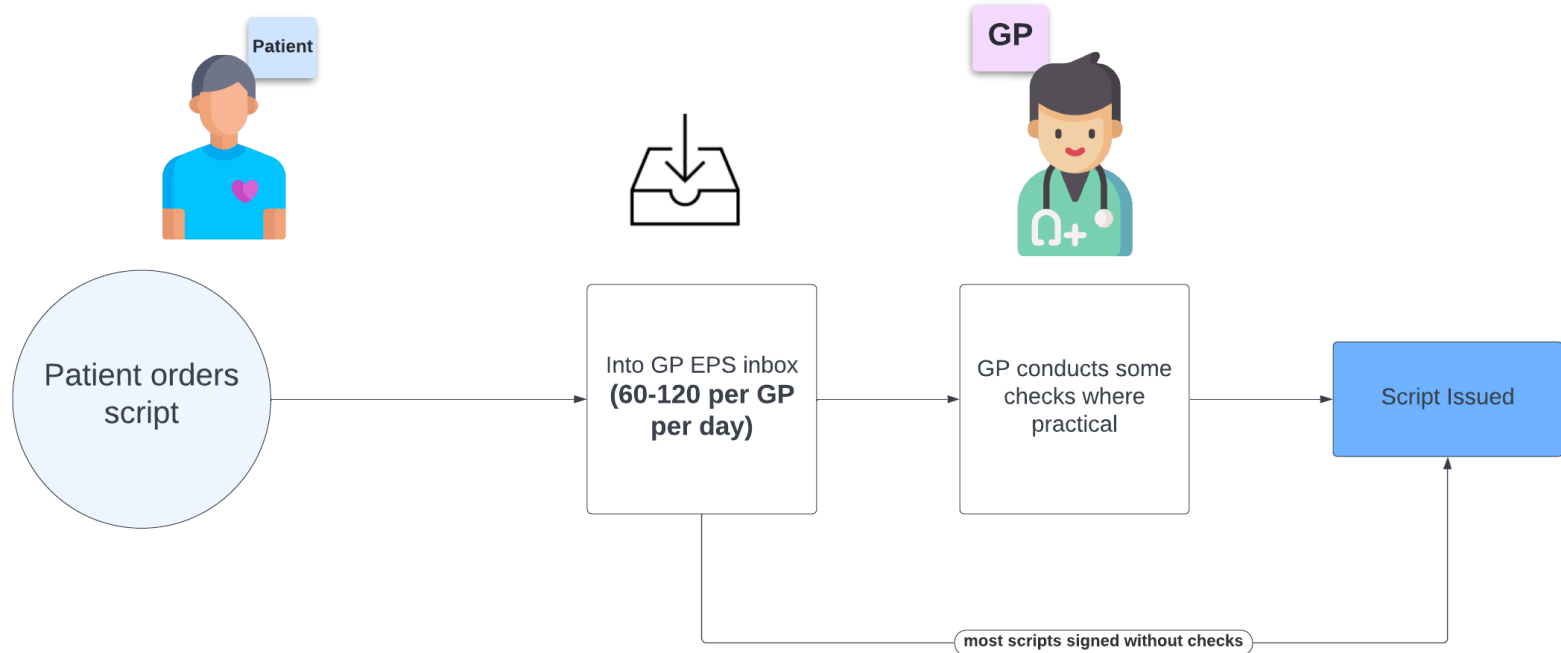 Patient
GP
Patient orders
script
Into GP EPS inbox
(60-120 per GP
per day)
GP conducts some
checks where
practical
Script Issued
most scripts signed without checks